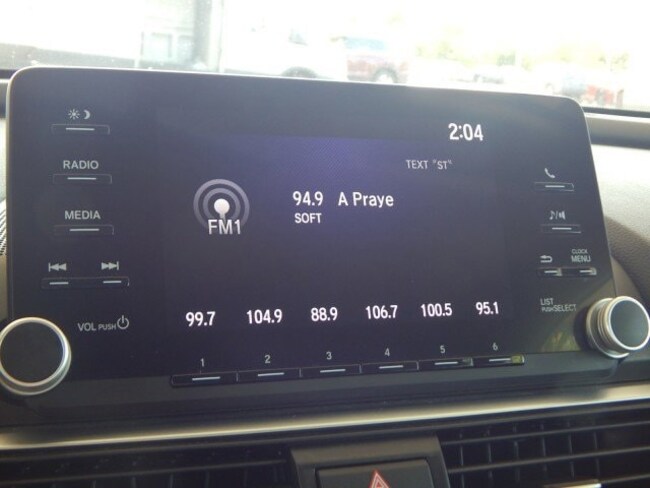 2:04
RADIO
TEXT "ST"
94.9 A Praye
SOFT
MEDIA
FM1
CLOCK
MENU
LIST
PUSH SELECT
VOL PUSH
99.7 104.9 88.9 106.7 100.5 95.1
1 2 3 4 5 6